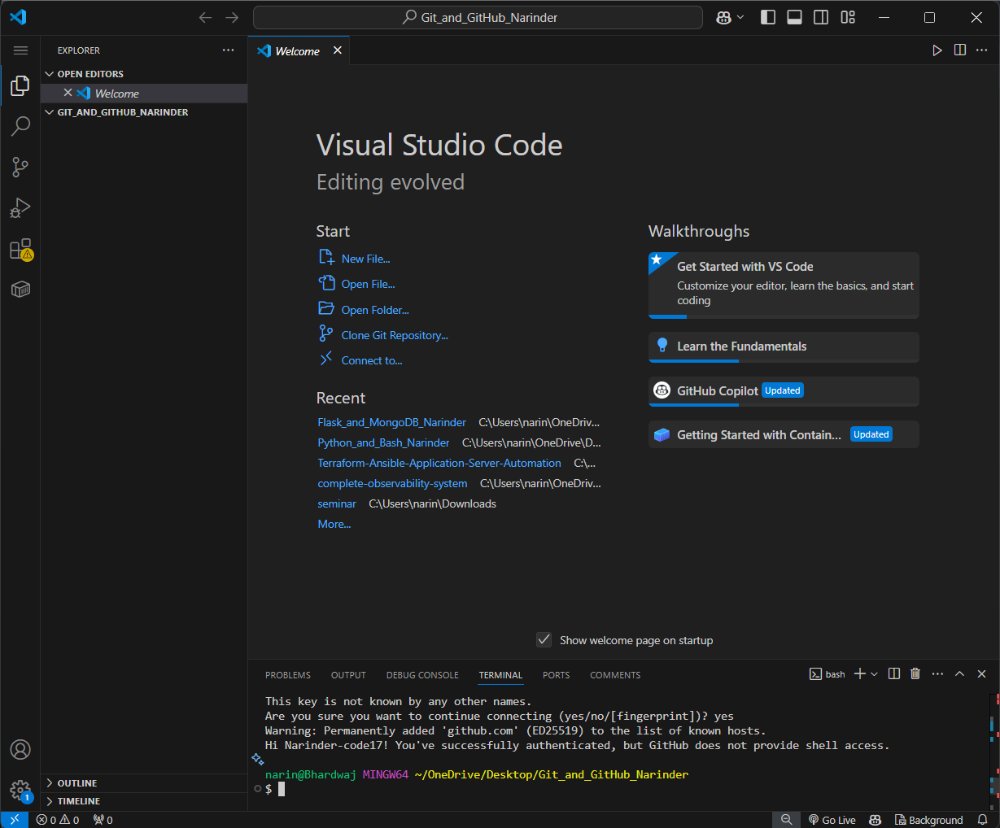 Git_and_GitHub_Narinder
EXPLORER
OPEN EDITORS
Welcome
GIT_AND_GITHUB_NARINDER
OUTLINE
TIMELINE
Welcome
Visual Studio Code
Editing evolved
Start
New File...
Open File...
Open Folder...
Clone Git Repository...
Connect to...
Recent
Flask_and_MongoDB_Narinder C:\Users\narin\OneDriv...
Python_and_Bash_Narinder C:\Users\narin\OneDrive\D...
Terraform-Ansible-Application-Server-Automation C:\...
complete-observability-system C:\Users\narin\OneDriv...
seminar C:\Users\narin\Downloads
More...
Walkthroughs
Get Started with VS Code
Customize your editor, learn the basics, and start
coding
Learn the Fundamentals
GitHub Copilot Updated
Getting Started with Contain... Updated
Show welcome page on startup
PROBLEMS OUTPUT DEBUG CONSOLE TERMINAL PORTS COMMENTS
bash
This key is not known by any other names.
Are you sure you want to continue connecting (yes/no/[fingerprint])? yes
Warning: Permanently added 'github.com' (ED25519) to the list of known hosts.
Hi Narinder-code17! You've successfully authenticated, but GitHub does not provide shell access.
narin@Bhardwaj MINGW64 ~/OneDrive/Desktop/Git_and_GitHub_Narinder
$
1
0 0 0 Go Live Background